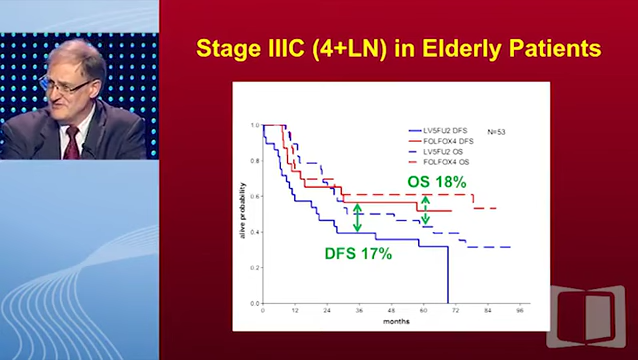 Stage IIIC (4+LN) in Elderly Patients
LV5FU2 DFS
FOLFOX4 DFS
LV5FU2 OS
FOLFOX4 OS
N=53
OS 18%
DFS 17%
alive probability
1.0
0.8
0.6
0.4
0.2
0.0
0 12 24 36 48 60 72 84 96
months